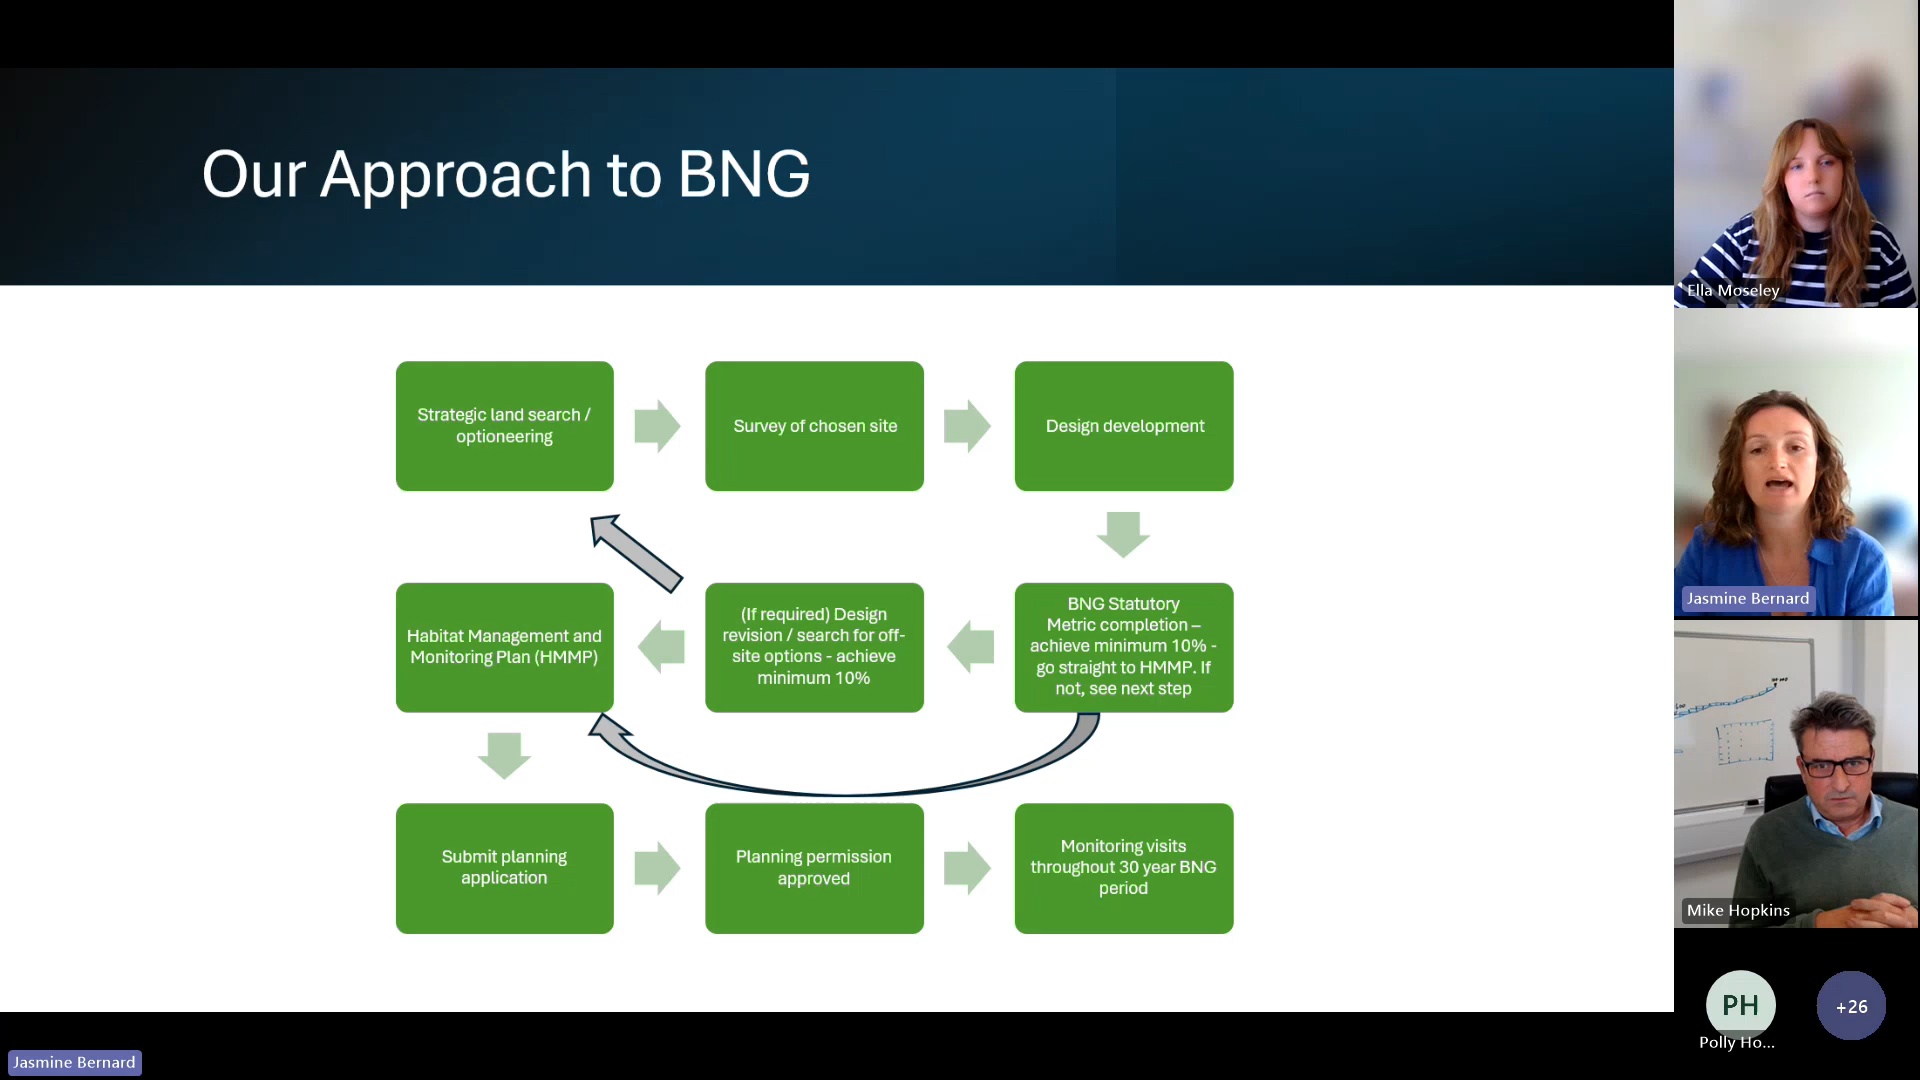 Our Approach to BNG
Strategic land search /
optioneering
Survey of chosen site
Design development
Habitat Management and
Monitoring Plan (HMMP)
(If required) Design
revision / search for off-
site options - achieve
minimum 10%
BNG Statutory
Metric completion –
achieve minimum 10% -
go straight to HMMP. If
not, see next step
Submit planning
application
Planning permission
approved
Monitoring visits
throughout 30 year BNG
period
Ella Moseley
Jasmine Bernard
Mike Hopkins
PH
Polly Ho...
+26
Jasmine Bernard